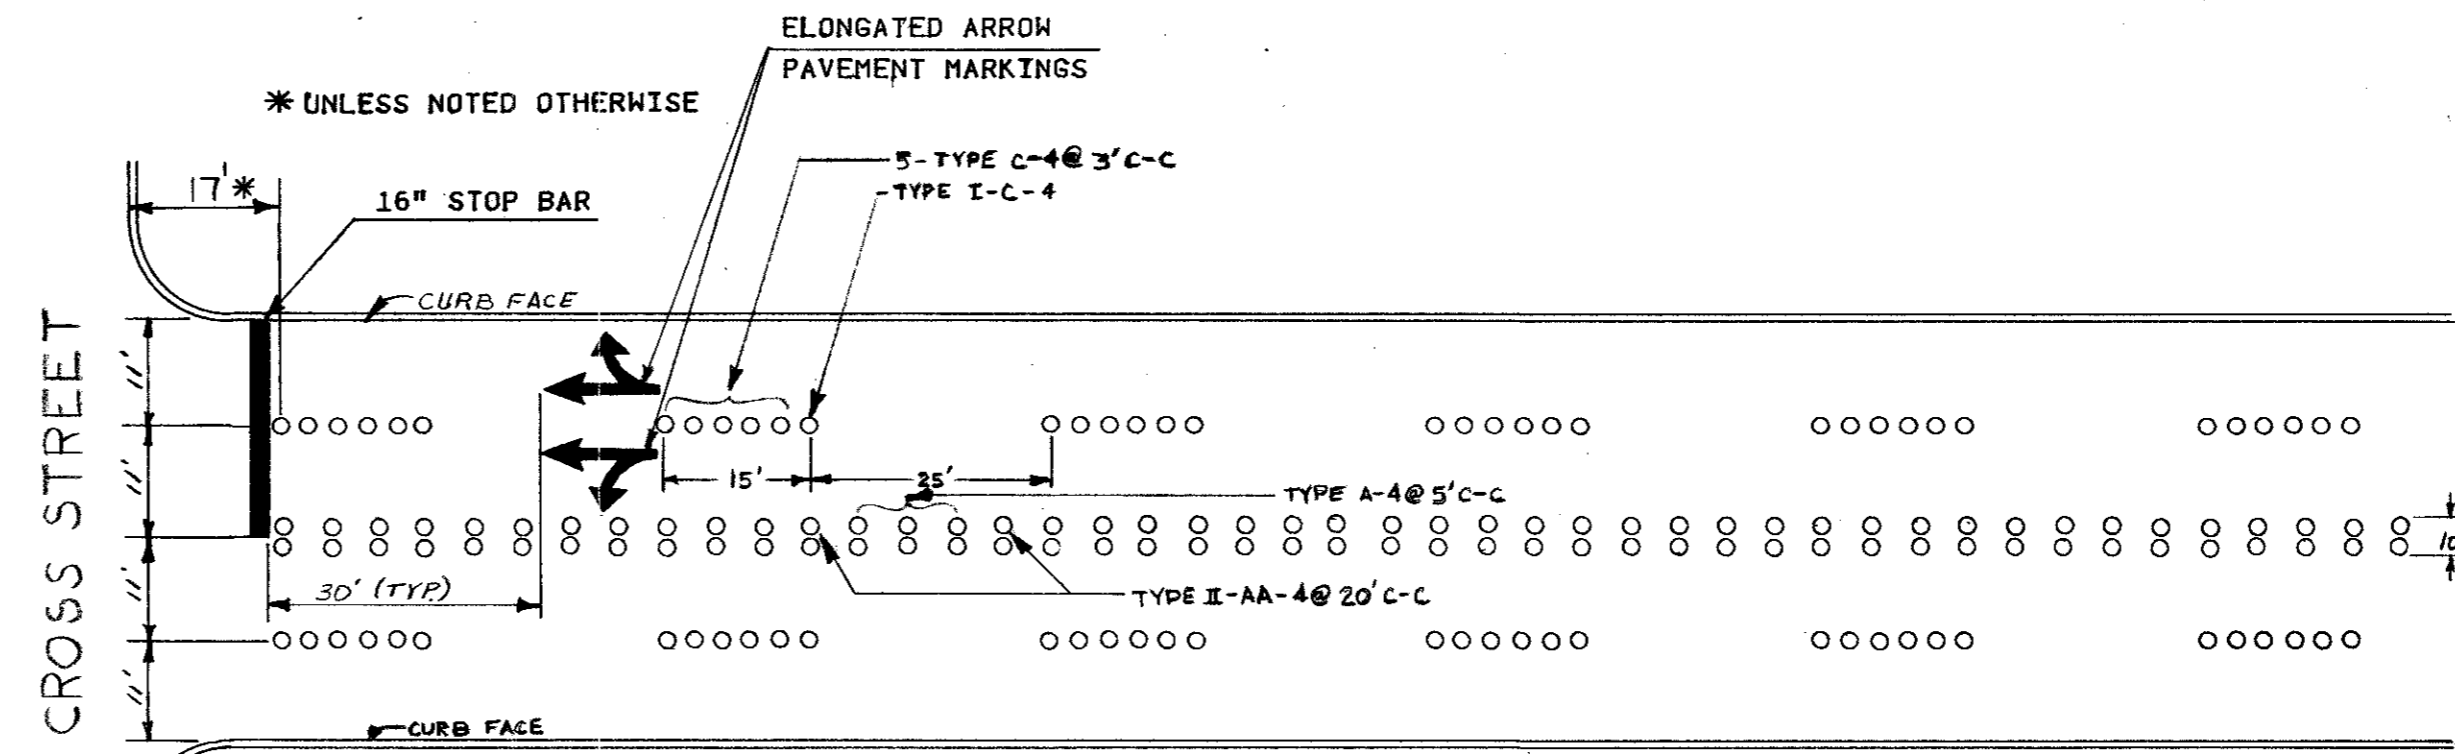 ELONGATED ARROW
PAVEMENT MARKINGS
* UNLESS NOTED OTHERWISE
5-TYPE C-4@ 3' C-C
TYPE I-C-4
17'*
16" STOP BAR
CURB FACE
CROSS STREET
11'
11'
11'
11'
15'
25'
TYPE A-4@ 5' C-C
30' (TYP.)
TYPE II-AA-4@ 20' C-C
CURB FACE